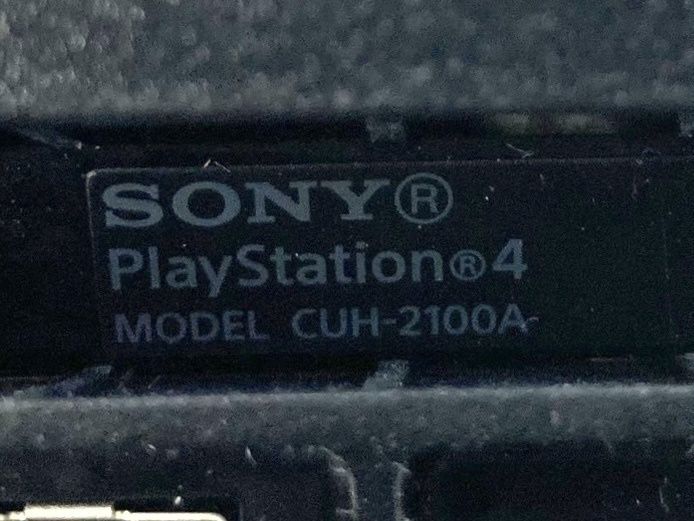 SONY®
PlayStation®4
MODEL CUH-2100A